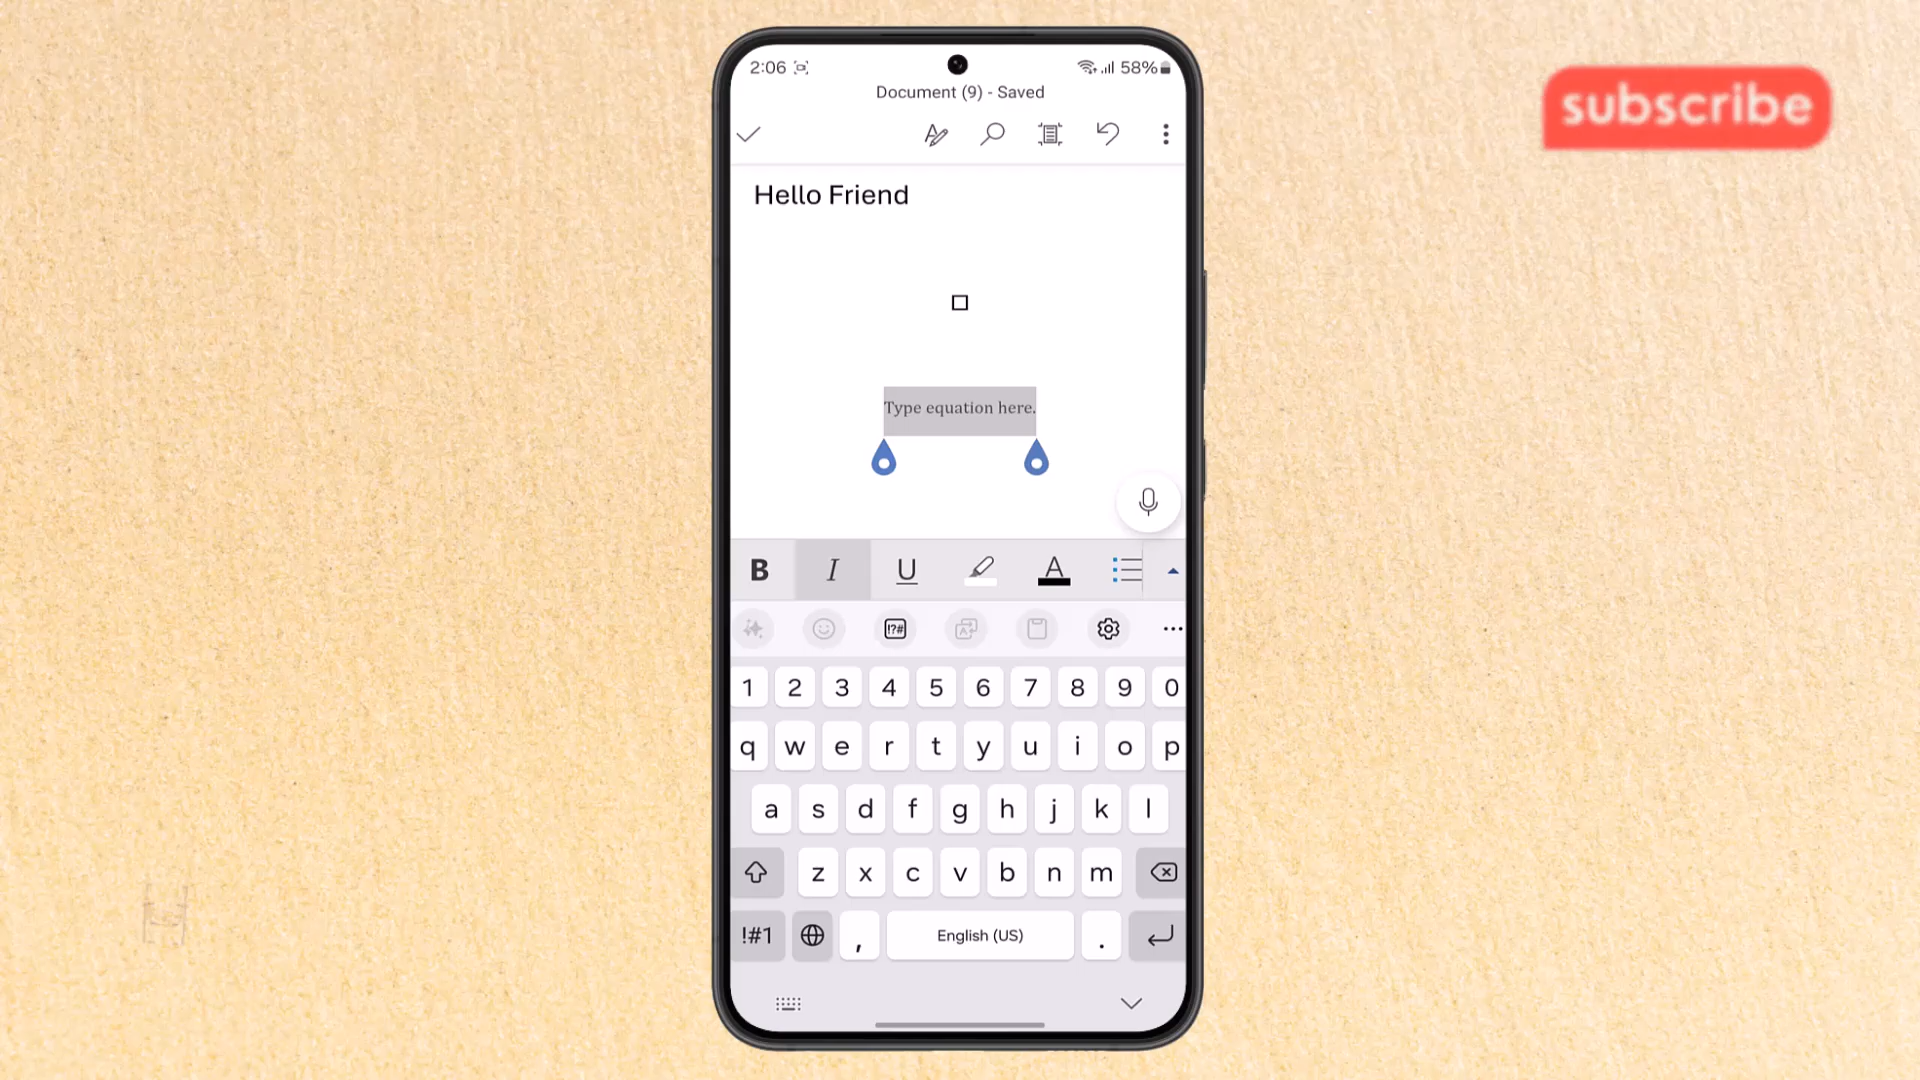 subscribe
2:06 58%
Document (9) - Saved
Hello Friend
Type equation here.
B I U A
!?#
1 2 3 4 5 6 7 8 9 0
q w e r t y u i o p
a s d f g h j k l
z x c v b n m
!#1 , English (US) .